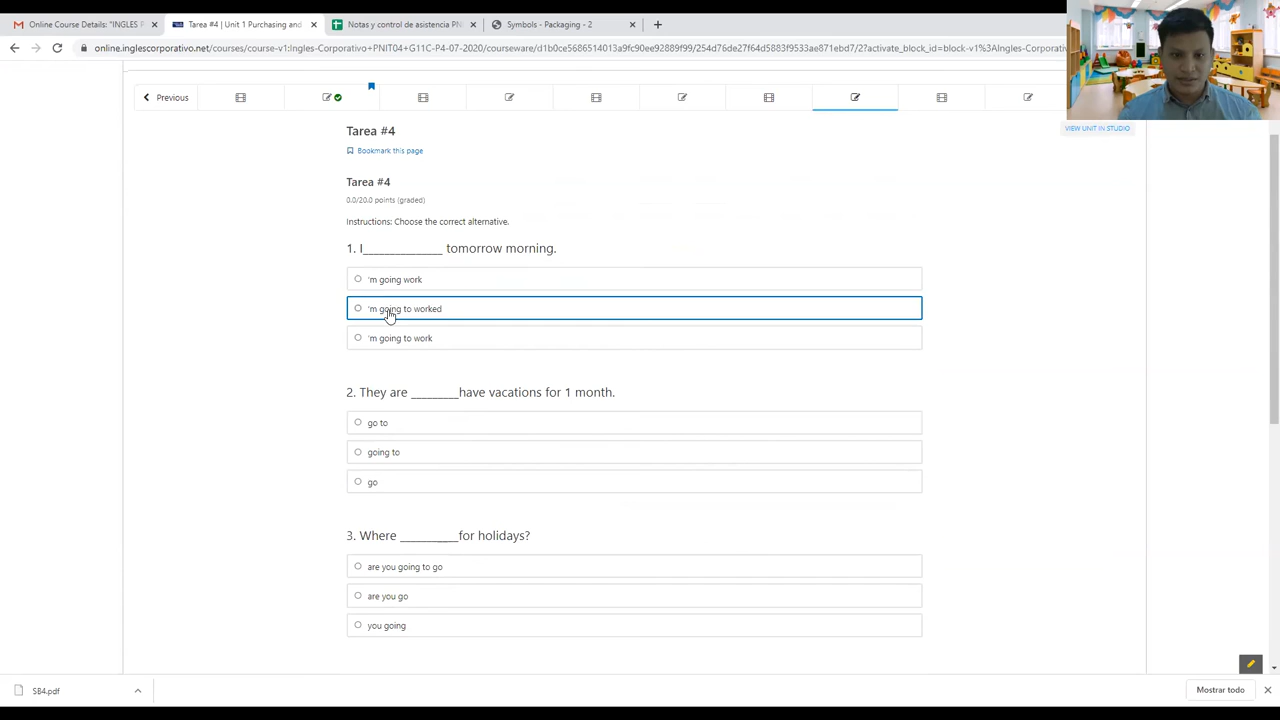 Online Course Details: "INGLES P
Tarea #4 | Unit 1 Purchasing and
Notas y control de asistencia PN
Symbols - Packaging - 2
online.inglescorporativo.net/courses/course-v1:Ingles-Corporativo+PNIT04+G11C-P4-07-2020/courseware/d1b0ce5686514013a9fc90ee92889f99/254d76de27f64d5883f9533ae871ebd7/2?activate_block_id=block-v1%3AIngles-Corporativo
Previous
VIEW UNIT IN STUDIO
Tarea #4
Bookmark this page
Tarea #4
0.0/20.0 points (graded)
Instructions: Choose the correct alternative.
1. I______________ tomorrow morning.
'm going work
'm going to worked
'm going to work
2. They are ________have vacations for 1 month.
go to
going to
go
3. Where __________for holidays?
are you going to go
are you go
you going
SB4.pdf
Mostrar todo